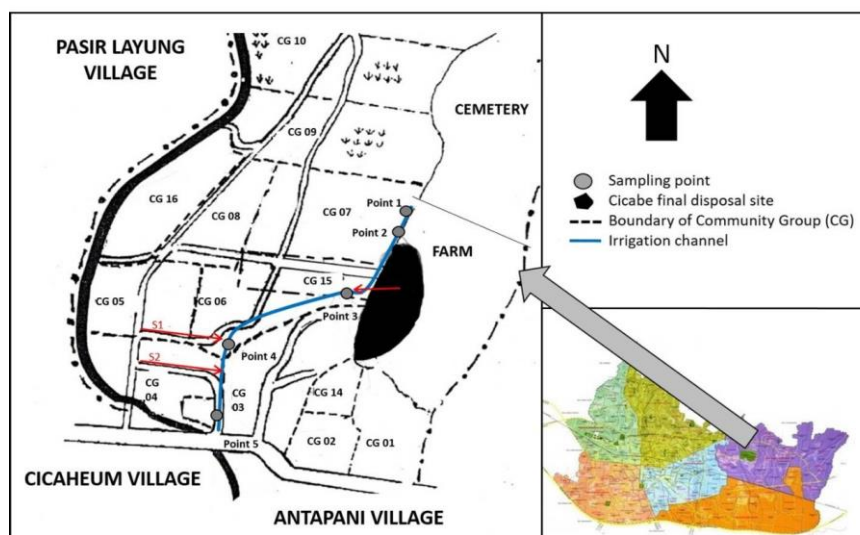 PASIR LAYUNG
VILLAGE
CG 10
CEMETERY
CG 09
CG 16
CG 08
CG 07
Point 1
Point 2
FARM
CG 15
CG 05
CG 06
Point 3
S1
Point 4
S2
CG
04
CG
03
CG 14
Point 5
CG 02
CG 01
CICAHEUM VILLAGE
ANTAPANI VILLAGE
N
Sampling point
Cicabe final disposal site
Boundary of Community Group (CG)
Irrigation channel